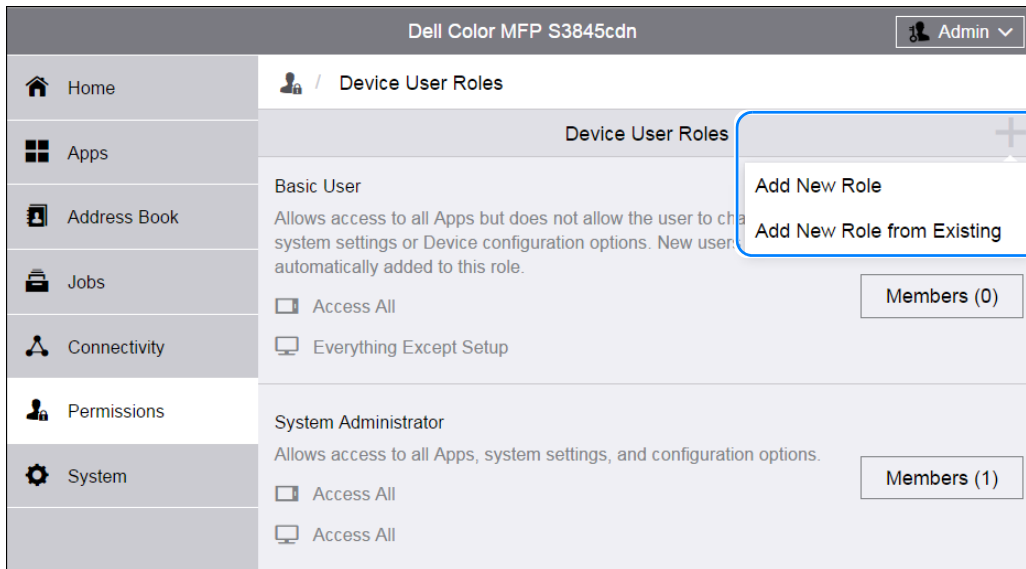 Dell Color MFP S3845cdn
Admin
Home
Apps
Address Book
Jobs
Connectivity
Permissions
System
/ Device User Roles
Device User Roles
Add New Role
Add New Role from Existing
Basic User
Allows access to all Apps but does not allow the user to cha
system settings or Device configuration options. New users
automatically added to this role.
Access All
Everything Except Setup
Members (0)
System Administrator
Allows access to all Apps, system settings, and configuration options.
Access All
Access All
Members (1)